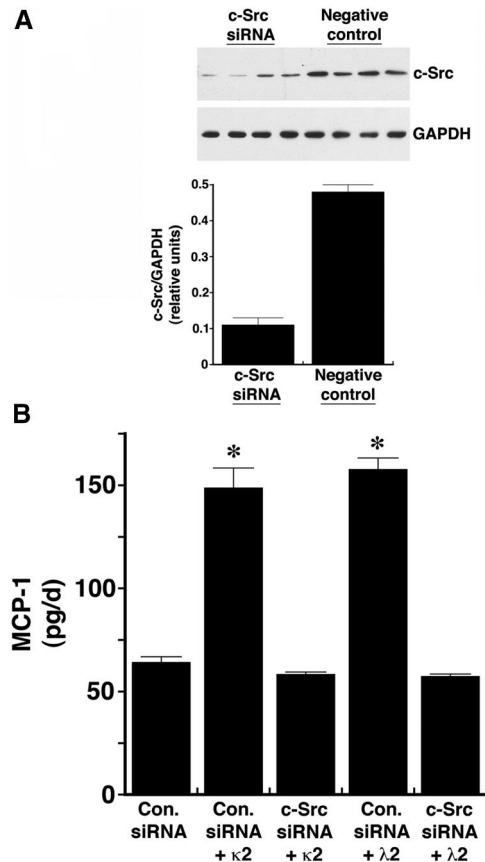 A
c-Src Negative
siRNA control
c-Src
GAPDH
0.5
0.4
0.3
0.2
0.1
0
c-Src/GAPDH
(relative units)
c-Src Negative
siRNA control
B
150
100
50
0
MCP-1
(pg/d)
Con. Con. c-Src Con. c-Src
siRNA siRNA siRNA siRNA siRNA
+ κ2 + κ2 + λ2 + λ2
* *